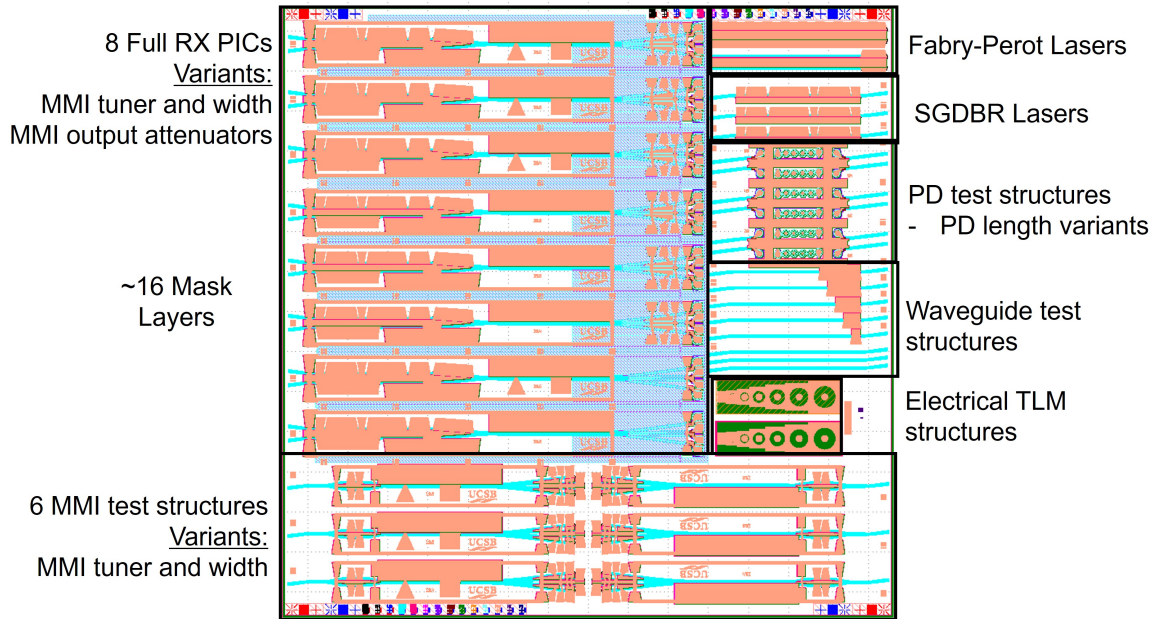 8 Full RX PICs
Variants:
MMI tuner and width
MMI output attenuators
~16 Mask
Layers
6 MMI test structures
Variants:
MMI tuner and width
Fabry-Perot Lasers
SGDBR Lasers
PD test structures
- PD length variants
Waveguide test
structures
Electrical TLM
structures
UCSB
UCSB
UCSB
UCSB
UCSB
UCSB
UCSB
UCSB
UCSB
UCSB
UCSB
UCSB
UCSB
UCSB